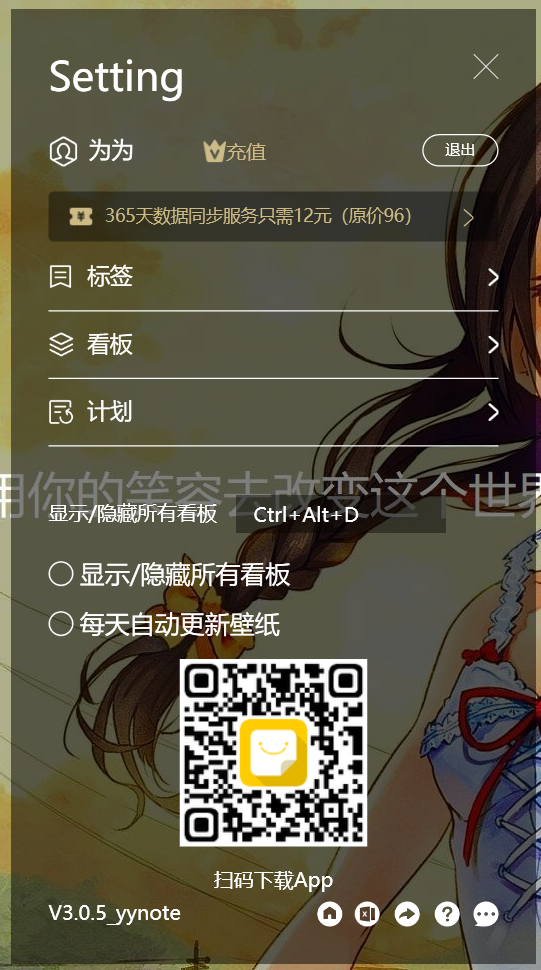 Setting
为为
充值
退出
365天数据同步服务只需12元（原价96）
标签
看板
计划
用你的笑容去改变这个世界
显示/隐藏所有看板
Ctrl+Alt+D
显示/隐藏所有看板
每天自动更新壁纸
扫码下载App
V3.0.5_yynote